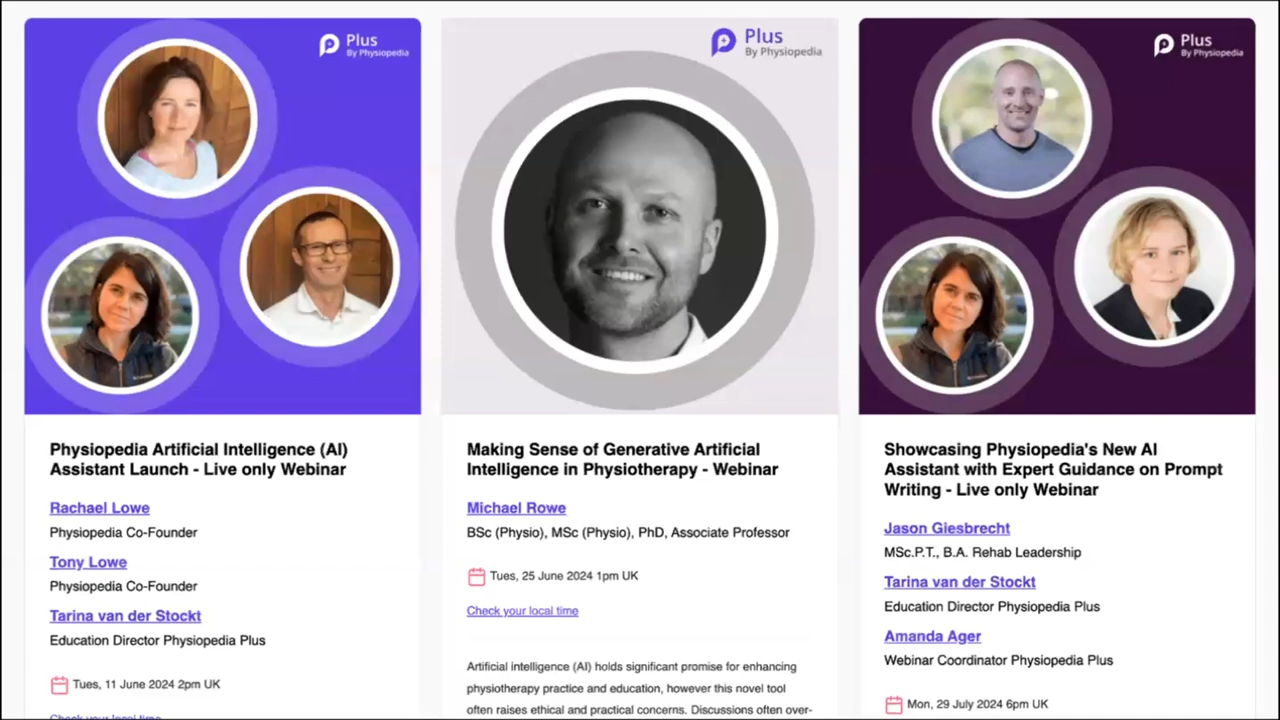 Plus
By Physiopedia
Physiopedia Artificial Intelligence (AI)
Assistant Launch - Live only Webinar
Rachael Lowe
Physiopedia Co-Founder
Tony Lowe
Physiopedia Co-Founder
Tarina van der Stockt
Education Director Physiopedia Plus
Tues, 11 June 2024 2pm UK
Check your local time
Plus
By Physiopedia
Making Sense of Generative Artificial
Intelligence in Physiotherapy - Webinar
Michael Rowe
BSc (Physio), MSc (Physio), PhD, Associate Professor
Tues, 25 June 2024 1pm UK
Check your local time
Artificial intelligence (AI) holds significant promise for enhancing
physiotherapy practice and education, however this novel tool
often raises ethical and practical concerns. Discussions often over-
Plus
By Physiopedia
Showcasing Physiopedia's New AI
Assistant with Expert Guidance on Prompt
Writing - Live only Webinar
Jason Giesbrecht
MSc.P.T., B.A. Rehab Leadership
Tarina van der Stockt
Education Director Physiopedia Plus
Amanda Ager
Webinar Coordinator Physiopedia Plus
Mon, 29 July 2024 6pm UK